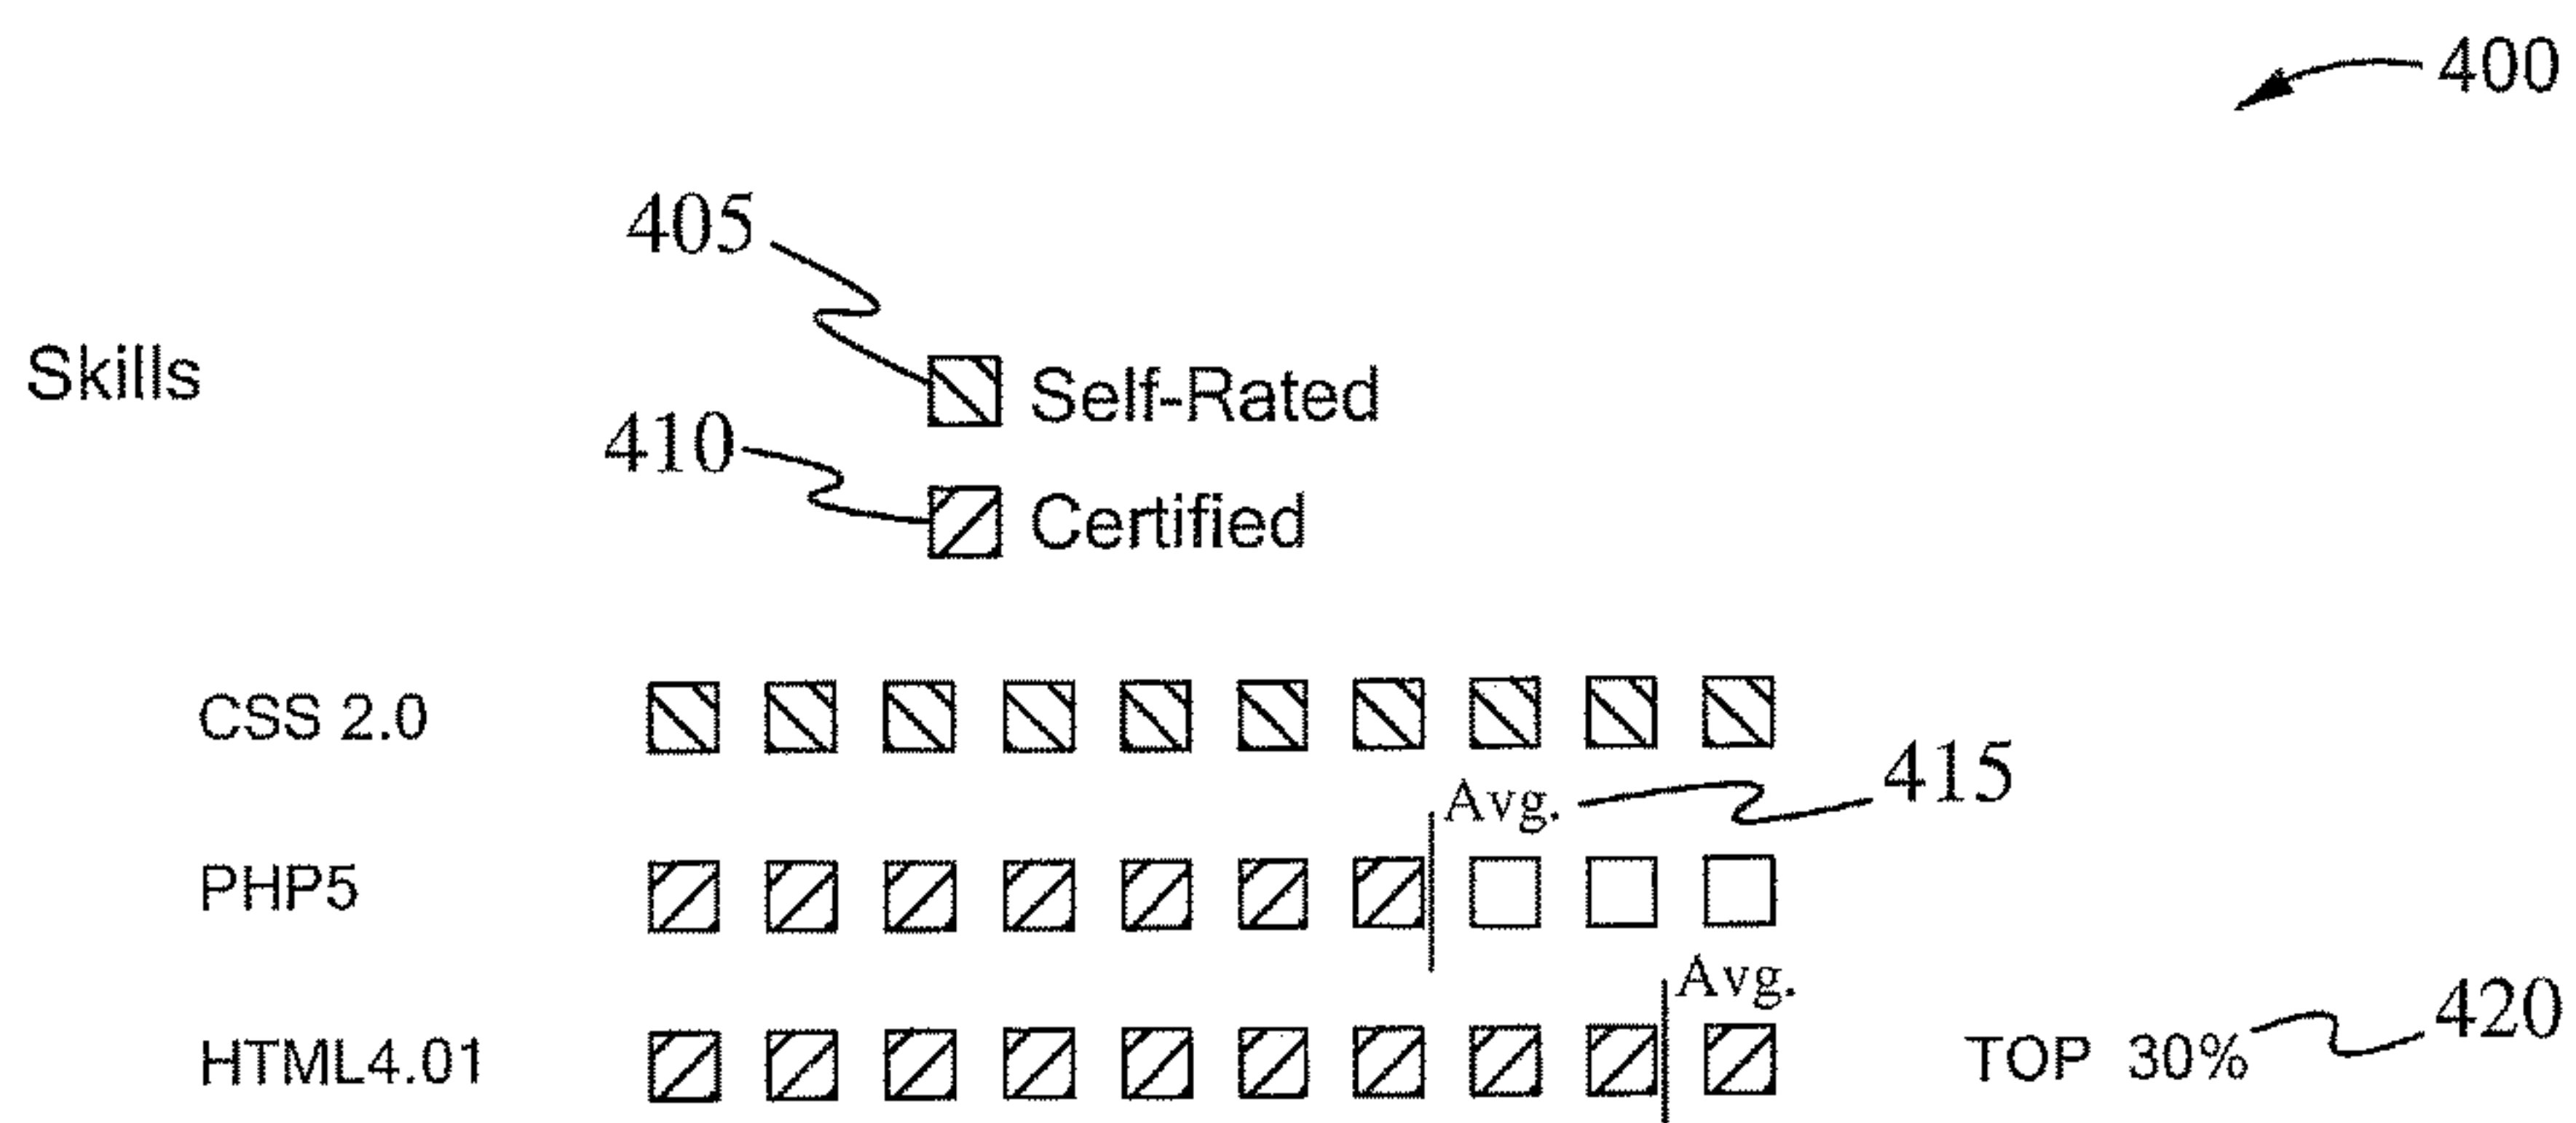 400
405
Skills
Self-Rated
410
Certified
CSS 2.0
Avg.
415
PHP5
Avg.
HTML4.01
TOP 30%
420